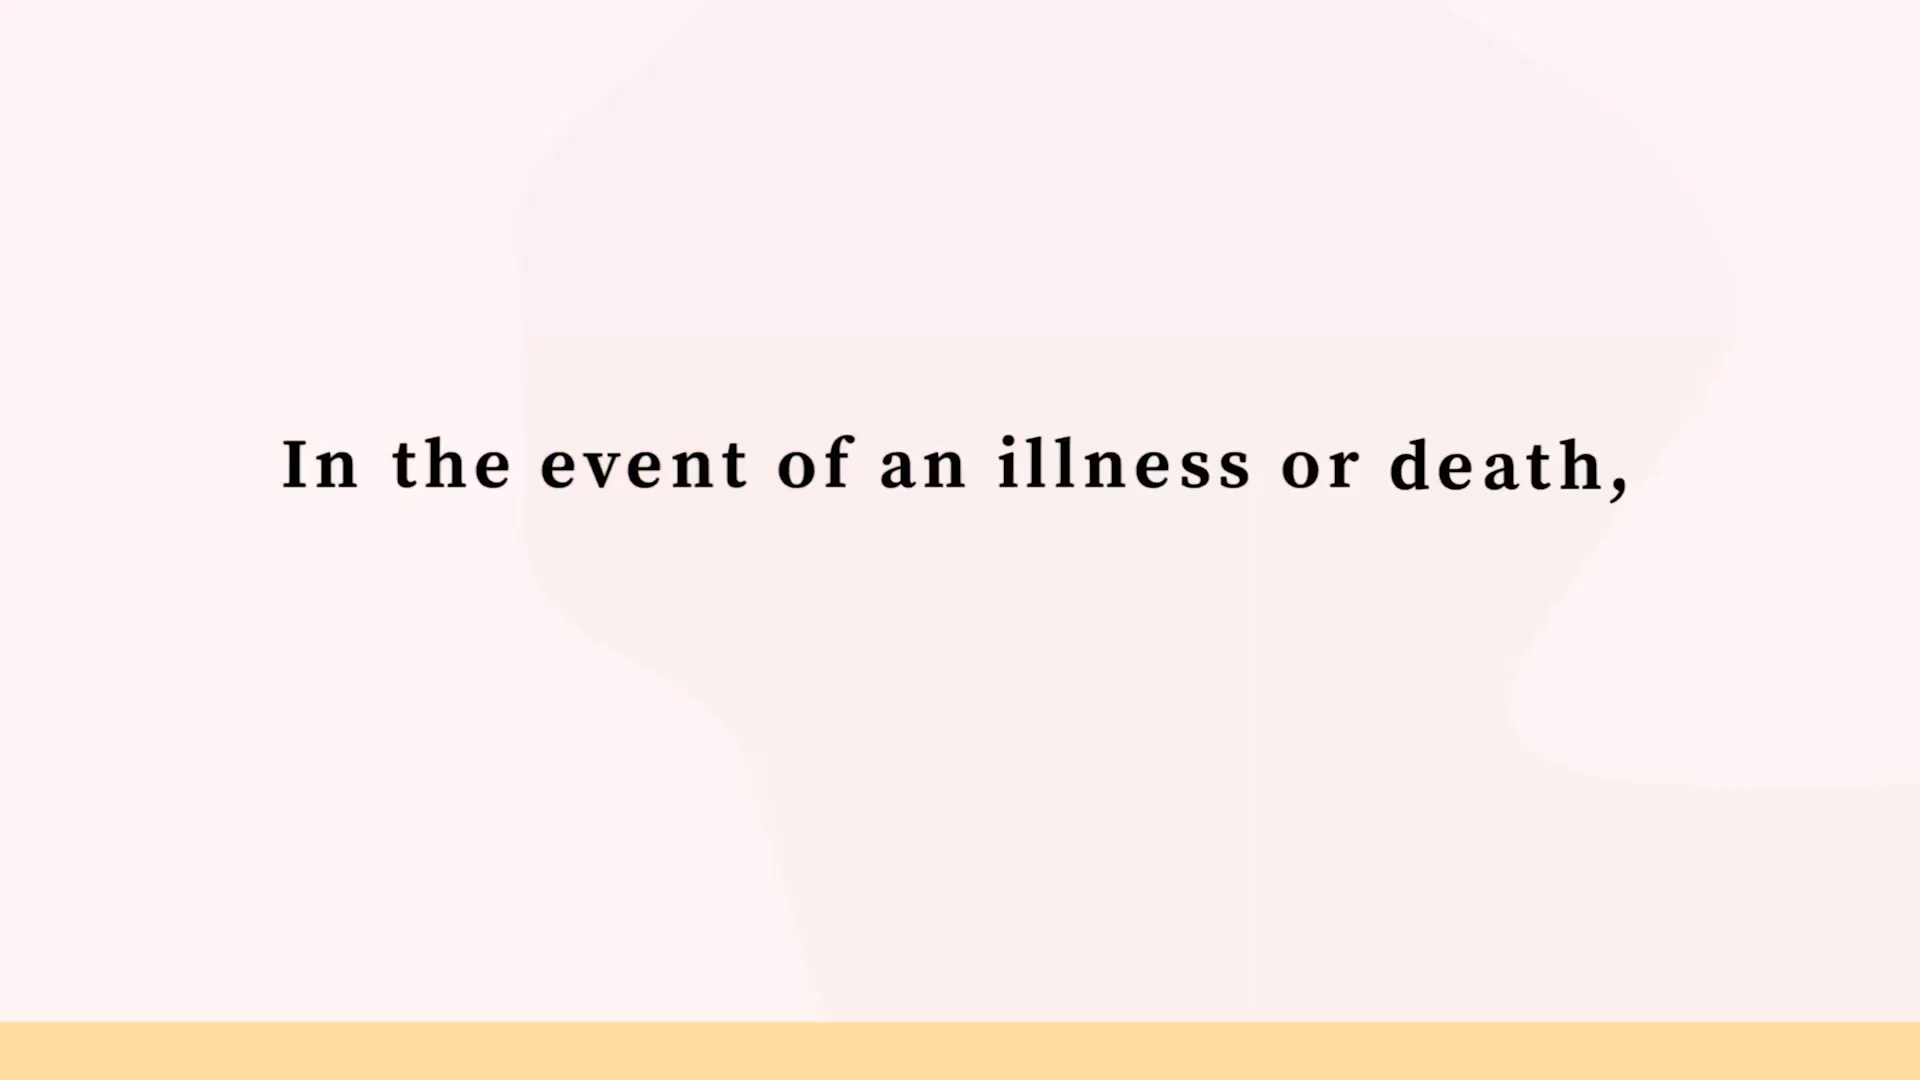 In the event of an illness or death,